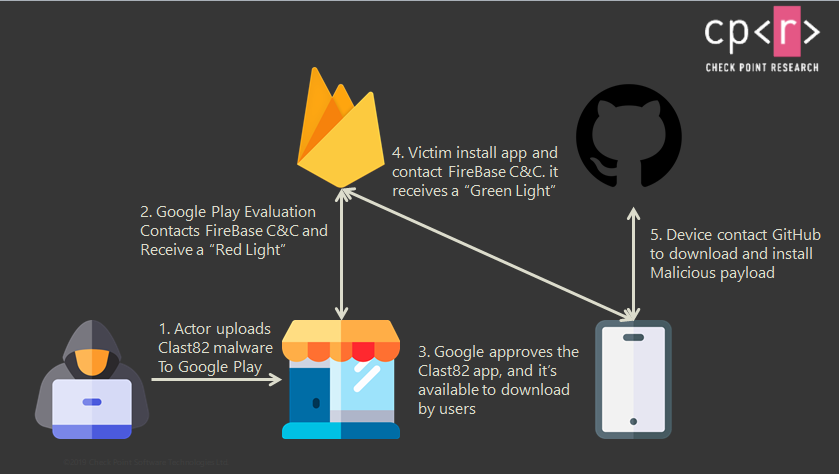 cp<r>
CHECK POINT RESEARCH
4. Victim install app and
contact FireBase C&C. it
receives a “Green Light”
2. Google Play Evaluation
Contacts FireBase C&C and
Receive a “Red Light”
5. Device contact GitHub
to download and install
Malicious payload
1. Actor uploads
Clast82 malware
To Google Play
3. Google approves the
Clast82 app, and it’s
available to download
by users